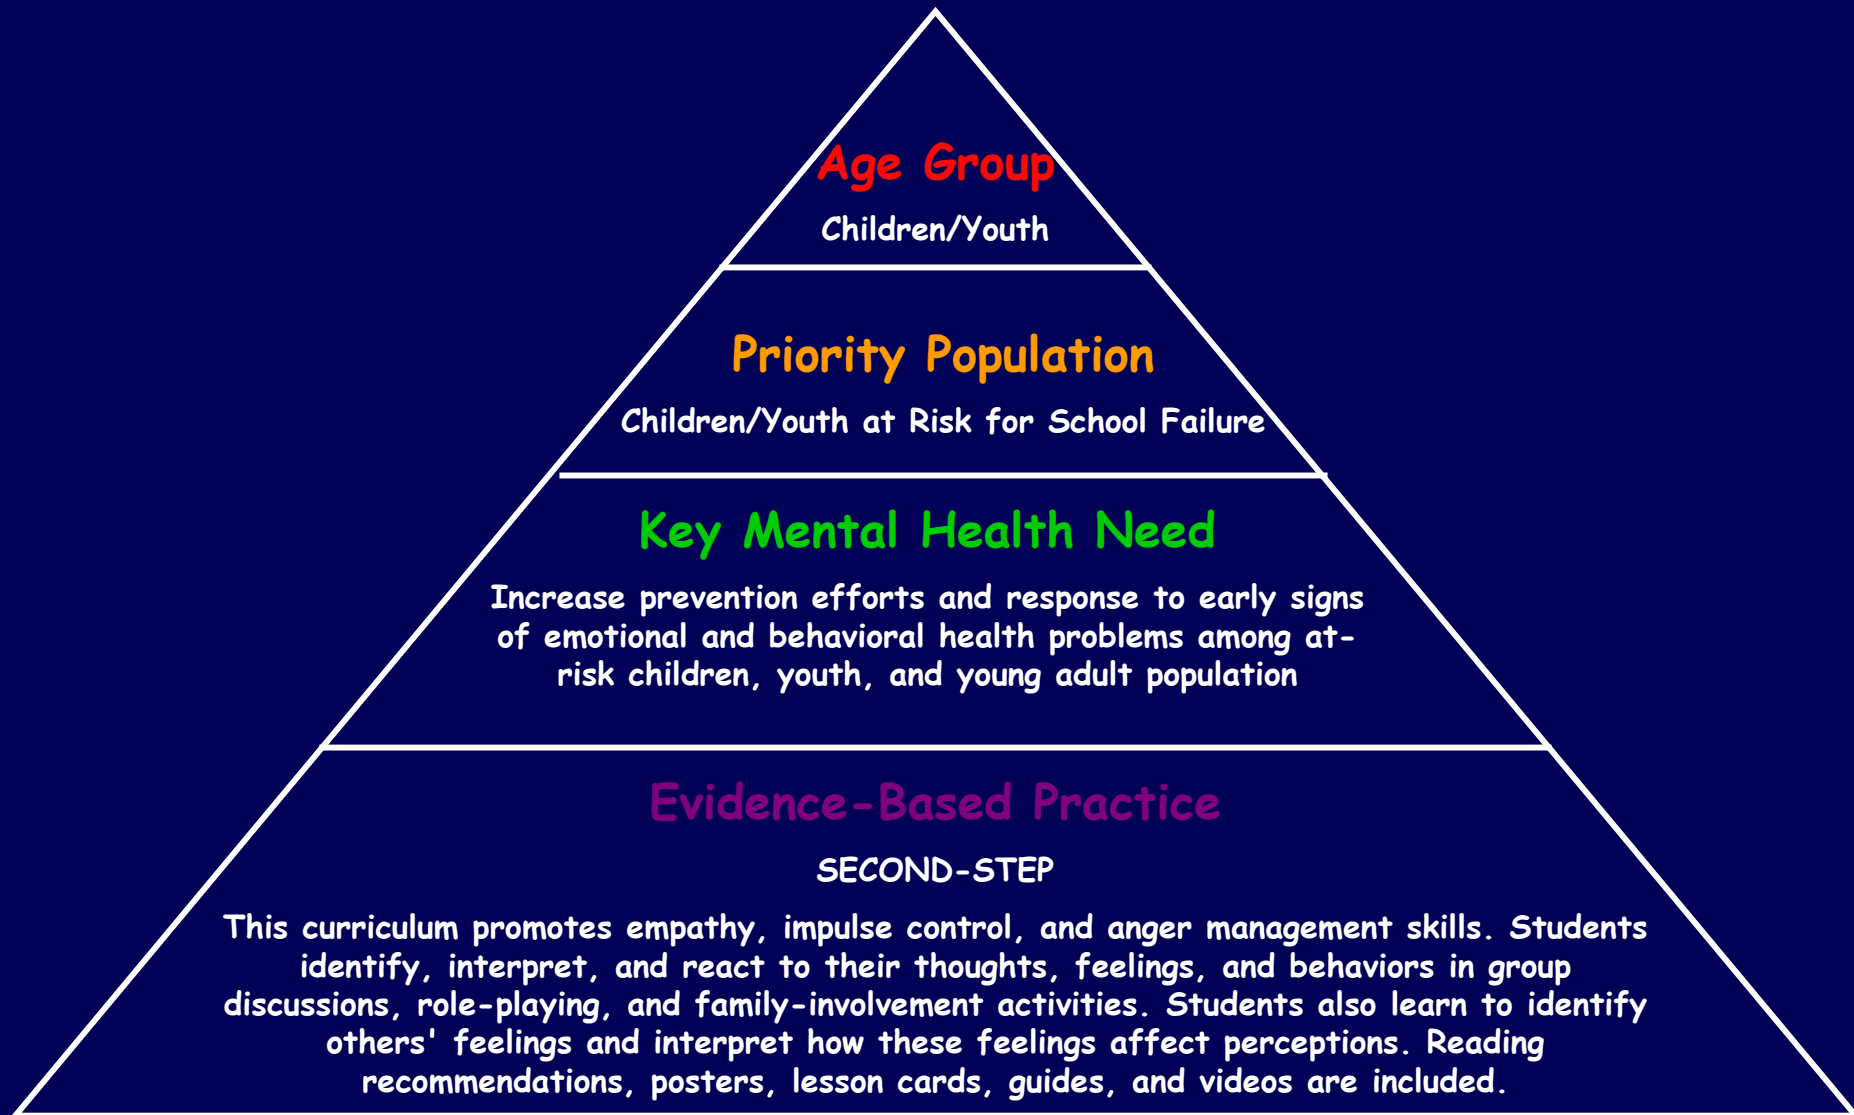 Age Group
Children/Youth
Priority Population
Children/Youth at Risk for School Failure
Key Mental Health Need
Increase prevention efforts and response to early signs
of emotional and behavioral health problems among at-
risk children, youth, and young adult population
Evidence-Based Practice
SECOND-STEP
This curriculum promotes empathy, impulse control, and anger management skills. Students
identify, interpret, and react to their thoughts, feelings, and behaviors in group
discussions, role-playing, and family-involvement activities. Students also learn to identify
others' feelings and interpret how these feelings affect perceptions. Reading
recommendations, posters, lesson cards, guides, and videos are included.